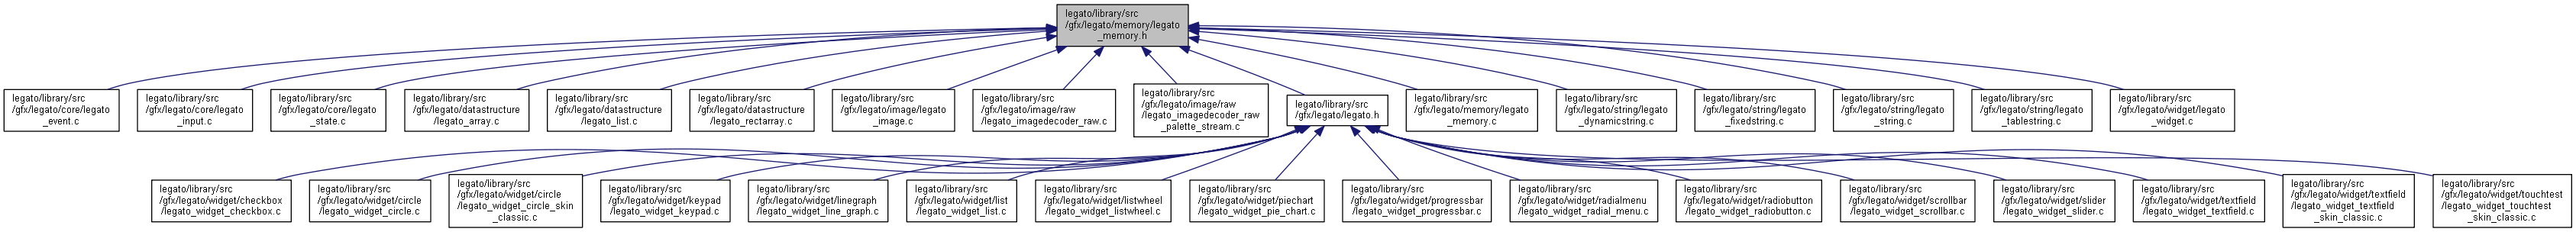 legato/library/src
/gfx/legato/memory/legato
_memory.h
legato/library/src
/gfx/legato/core/legato
_event.c
legato/library/src
/gfx/legato/core/legato
_input.c
legato/library/src
/gfx/legato/core/legato
_state.c
legato/library/src
/gfx/legato/datastructure
/legato_array.c
legato/library/src
/gfx/legato/datastructure
/legato_list.c
legato/library/src
/gfx/legato/datastructure
/legato_rectarray.c
legato/library/src
/gfx/legato/image/legato
_image.c
legato/library/src
/gfx/legato/image/raw
/legato_imagedecoder_raw.c
legato/library/src
/gfx/legato/image/raw
/legato_imagedecoder_raw
_palette_stream.c
legato/library/src
/gfx/legato/legato.h
legato/library/src
/gfx/legato/memory/legato
_memory.c
legato/library/src
/gfx/legato/string/legato
_dynamicstring.c
legato/library/src
/gfx/legato/string/legato
_fixedstring.c
legato/library/src
/gfx/legato/string/legato
_string.c
legato/library/src
/gfx/legato/string/legato
_tablestring.c
legato/library/src
/gfx/legato/widget/legato
_widget.c
legato/library/src
/gfx/legato/widget/checkbox
/legato_widget_checkbox.c
legato/library/src
/gfx/legato/widget/circle
/legato_widget_circle.c
legato/library/src
/gfx/legato/widget/circle
/legato_widget_circle_skin
_classic.c
legato/library/src
/gfx/legato/widget/keypad
/legato_widget_keypad.c
legato/library/src
/gfx/legato/widget/linegraph
/legato_widget_line_graph.c
legato/library/src
/gfx/legato/widget/list
/legato_widget_list.c
legato/library/src
/gfx/legato/widget/listwheel
/legato_widget_listwheel.c
legato/library/src
/gfx/legato/widget/piechart
/legato_widget_pie_chart.c
legato/library/src
/gfx/legato/widget/progressbar
/legato_widget_progressbar.c
legato/library/src
/gfx/legato/widget/radialmenu
/legato_widget_radial_menu.c
legato/library/src
/gfx/legato/widget/radiobutton
/legato_widget_radiobutton.c
legato/library/src
/gfx/legato/widget/scrollbar
/legato_widget_scrollbar.c
legato/library/src
/gfx/legato/widget/slider
/legato_widget_slider.c
legato/library/src
/gfx/legato/widget/textfield
/legato_widget_textfield.c
legato/library/src
/gfx/legato/widget/textfield
/legato_widget_textfield
_skin_classic.c
legato/library/src
/gfx/legato/widget/touchtest
/legato_widget_touchtest
_skin_classic.c